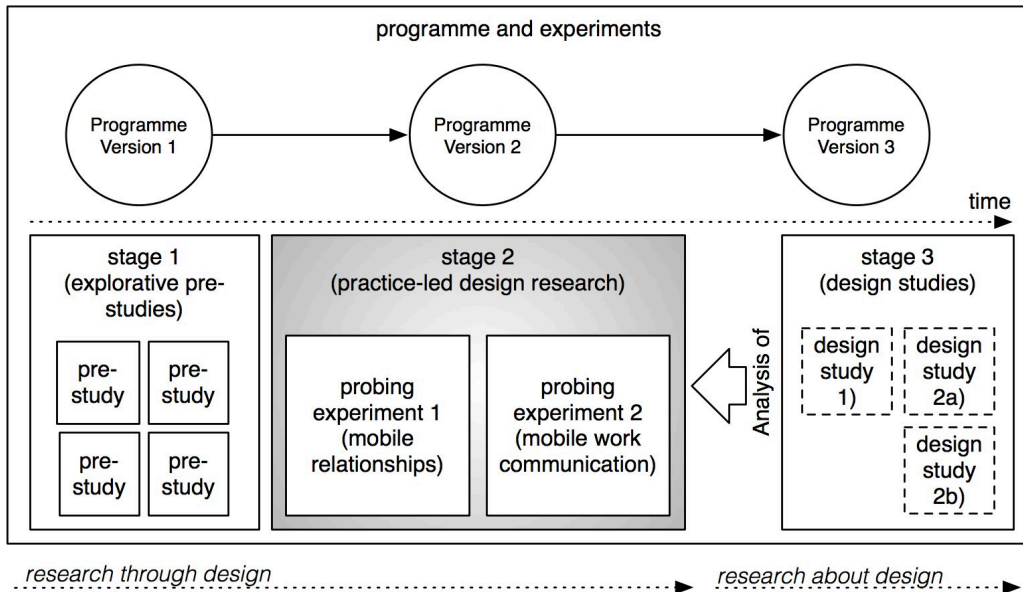 programme and experiments
Programme
Version 1
Programme
Version 2
Programme
Version 3
time
stage 1
(explorative pre-
studies)
pre-
study
pre-
study
pre-
study
pre-
study
stage 2
(practice-led design research)
probing
experiment 1
(mobile
relationships)
probing
experiment 2
(mobile work
communication)
Analysis of
stage 3
(design studies)
design
study
1)
design
study
2a)
design
study
2b)
research through design
research about design